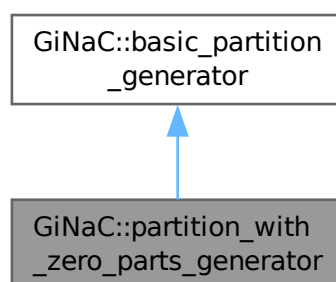 GiNaC::basic_partition
_generator
GiNaC::partition_with
_zero_parts_generator